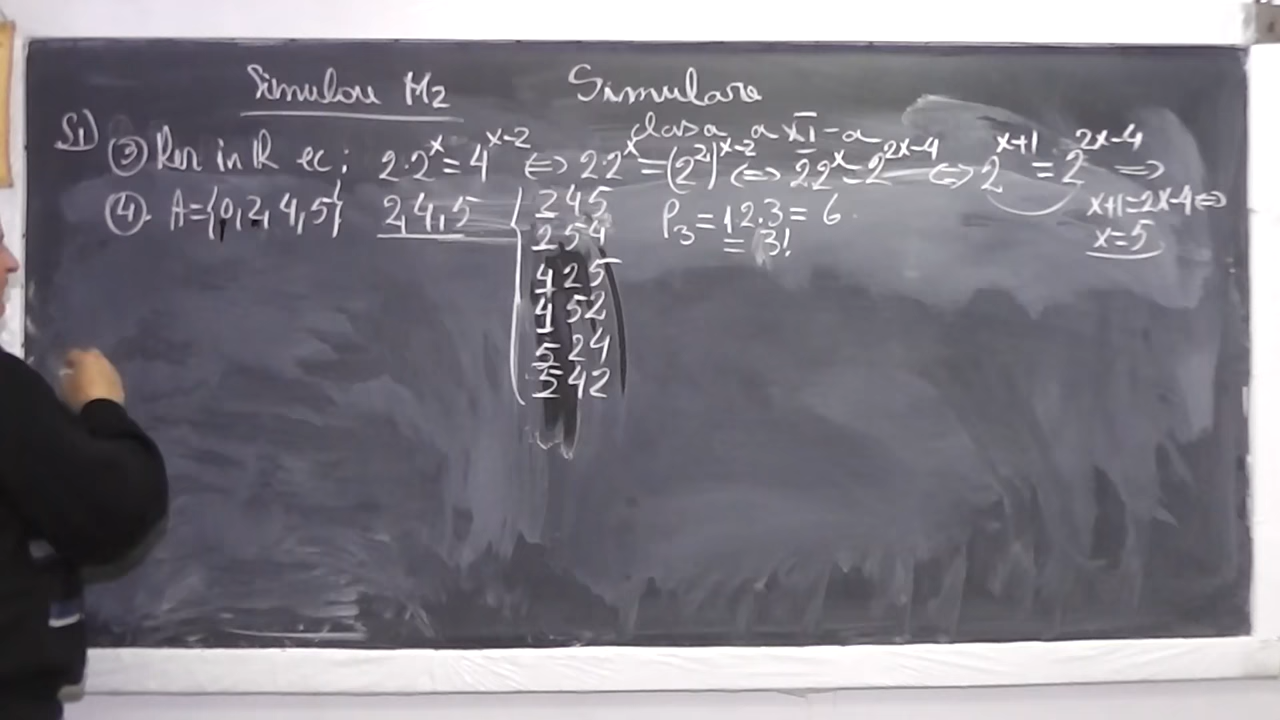 Simulare M2 Simulare
clasa a XI-a
S1) ③ Rez in ℝ ec: 2·2^x = 4^{x-2} ⇔ 2·2^x = (2^2)^{x-2} ⇔ 2 2^x = 2^{2x-4} ⇔ 2^{x+1} = 2^{2x-4} ⇒
x+1=2x-4 ⇔
x=5
④. A={0,2,4,5} 2,4,5
245
254
425
452
524
542
P_3 = 1.2.3 = 6.
= 3!